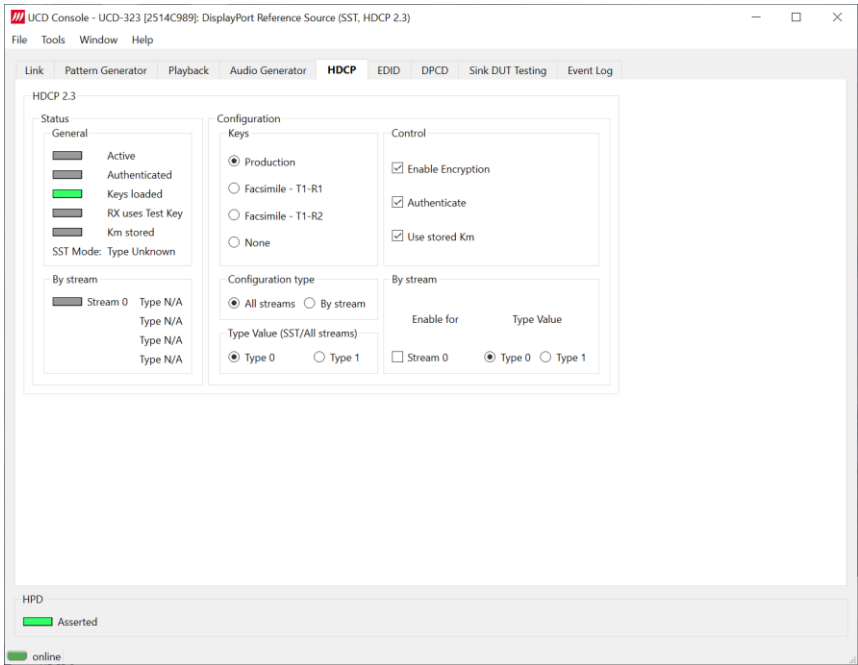 UCD Console - UCD-323 [2514C989]: DisplayPort Reference Source (SST, HDCP 2.3)
File Tools Window Help
Link Pattern Generator Playback Audio Generator HDCP EDID DPCD Sink DUT Testing Event Log
HDCP 2.3
Status
General
Active
Authenticated
Keys loaded
RX uses Test Key
Km stored
SST Mode: Type Unknown
By stream
Stream 0 Type N/A
Type N/A
Type N/A
Type N/A
Configuration
Keys
Production
Facsimile - T1-R1
Facsimile - T1-R2
None
Control
Enable Encryption
Authenticate
Use stored Km
Configuration type
All streams By stream
Type Value (SST/All streams)
Type 0 Type 1
By stream
Enable for Type Value
Stream 0 Type 0 Type 1
HPD
Asserted
online